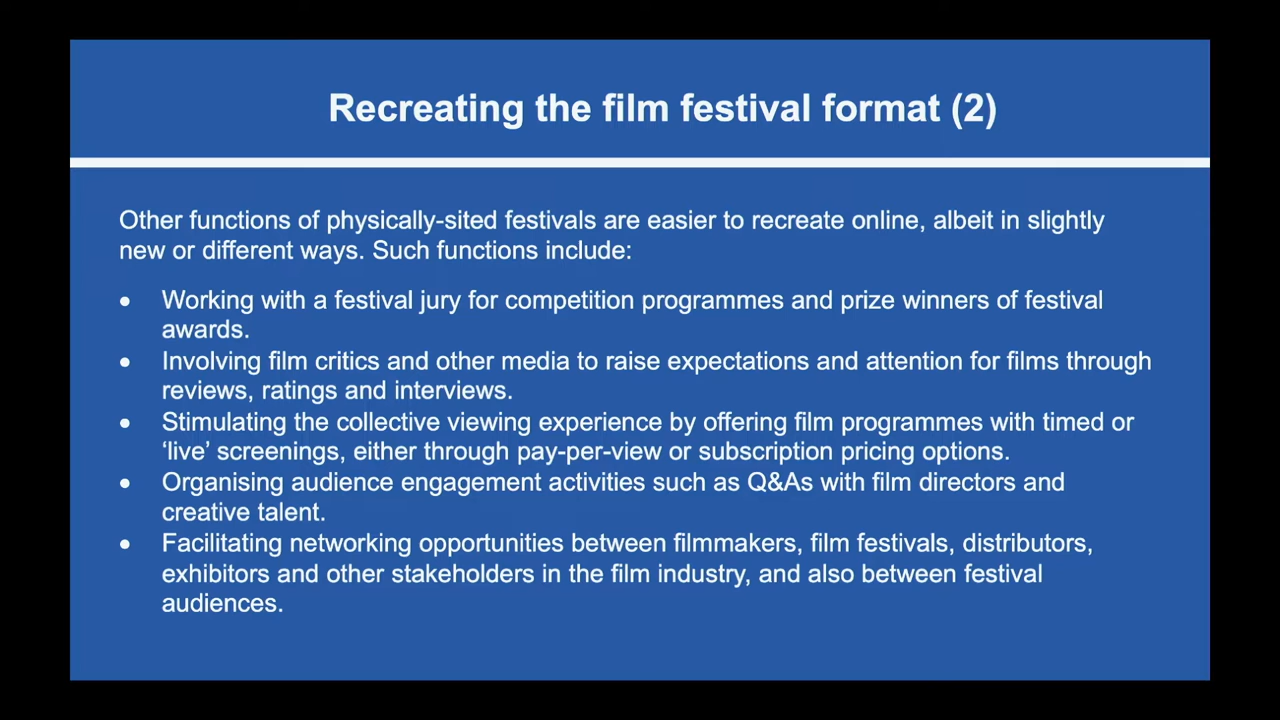 Recreating the film festival format (2)
Other functions of physically-sited festivals are easier to recreate online, albeit in slightly
new or different ways. Such functions include:
• Working with a festival jury for competition programmes and prize winners of festival
awards.
• Involving film critics and other media to raise expectations and attention for films through
reviews, ratings and interviews.
• Stimulating the collective viewing experience by offering film programmes with timed or
‘live’ screenings, either through pay-per-view or subscription pricing options.
• Organising audience engagement activities such as Q&As with film directors and
creative talent.
• Facilitating networking opportunities between filmmakers, film festivals, distributors,
exhibitors and other stakeholders in the film industry, and also between festival
audiences.